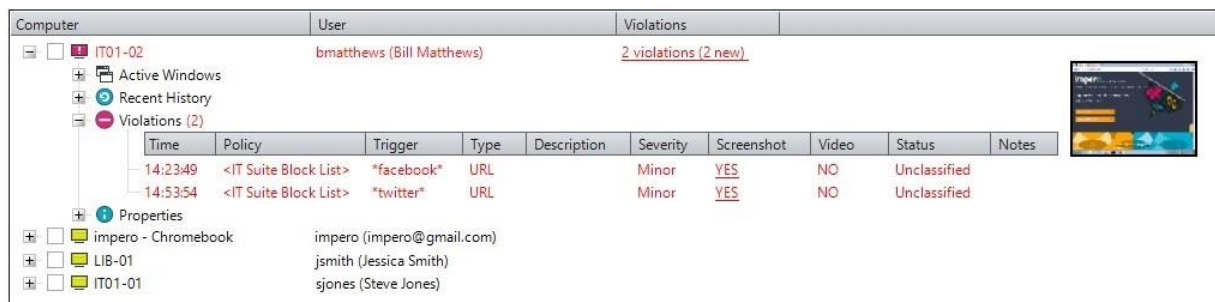 Computer User Violations
IT01-02 bmatthews (Bill Matthews) 2 violations (2 new)
Active Windows
Recent History
Violations (2)
Time Policy Trigger Type Description Severity Screenshot Video Status Notes
14:23:49 <IT Suite Block List> *facebook* URL Minor YES NO Unclassified
14:53:54 <IT Suite Block List> *twitter* URL Minor YES NO Unclassified
Properties
impero - Chromebook impero (impero@gmail.com)
LIB-01 jsmith (Jessica Smith)
IT01-01 sjones (Steve Jones)
impero